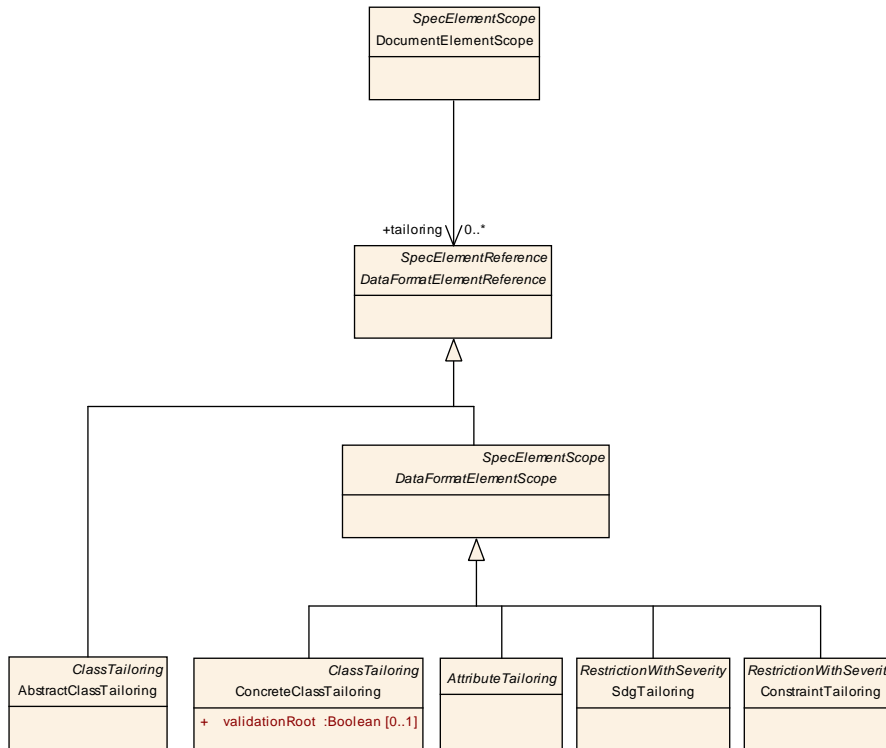 SpecElementScope
DocumentElementScope
+tailoring 0..*
SpecElementReference
DataFormatElementReference
SpecElementScope
DataFormatElementScope
ClassTailoring
AbstractClassTailoring
ClassTailoring
ConcreteClassTailoring
+ validationRoot :Boolean [0..1]
AttributeTailoring
RestrictionWithSeverity
SdgTailoring
RestrictionWithSeverit
ConstraintTailoring